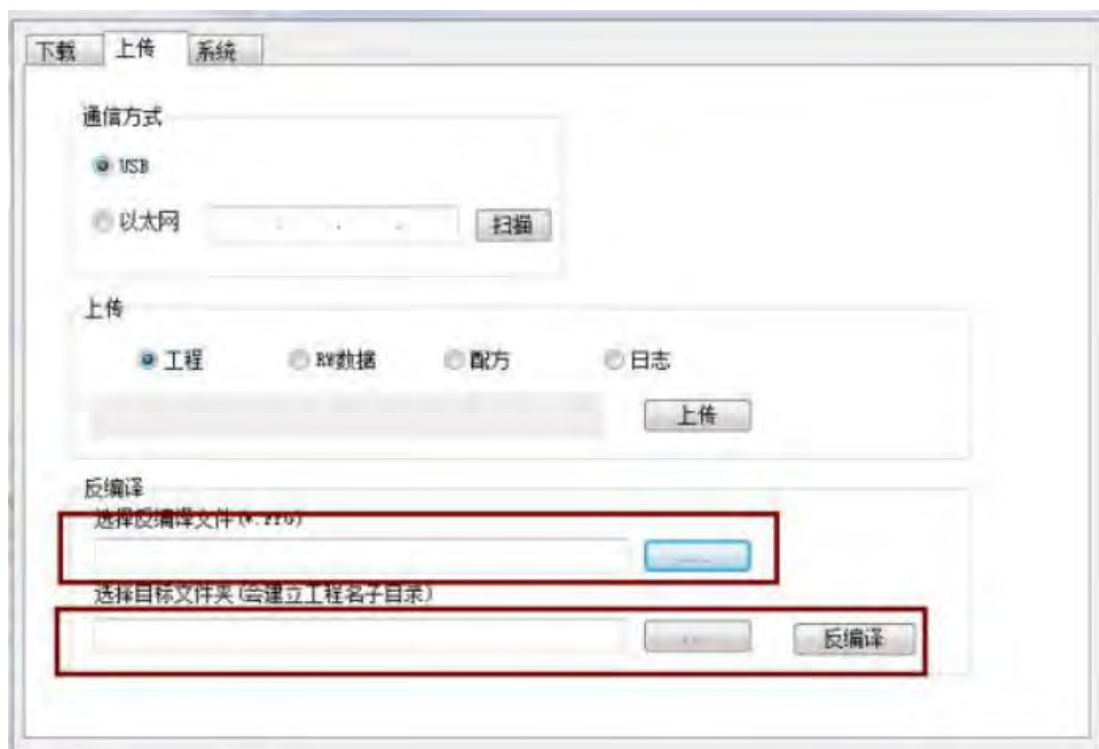 下载 上传 系统
通信方式
USB
以太网 . . . 扫描
上传
工程 RW数据 配方 日志
上传
反编译
选择反编译文件
...
选择目标文件夹(会建立工程名子目录)
... 反编译